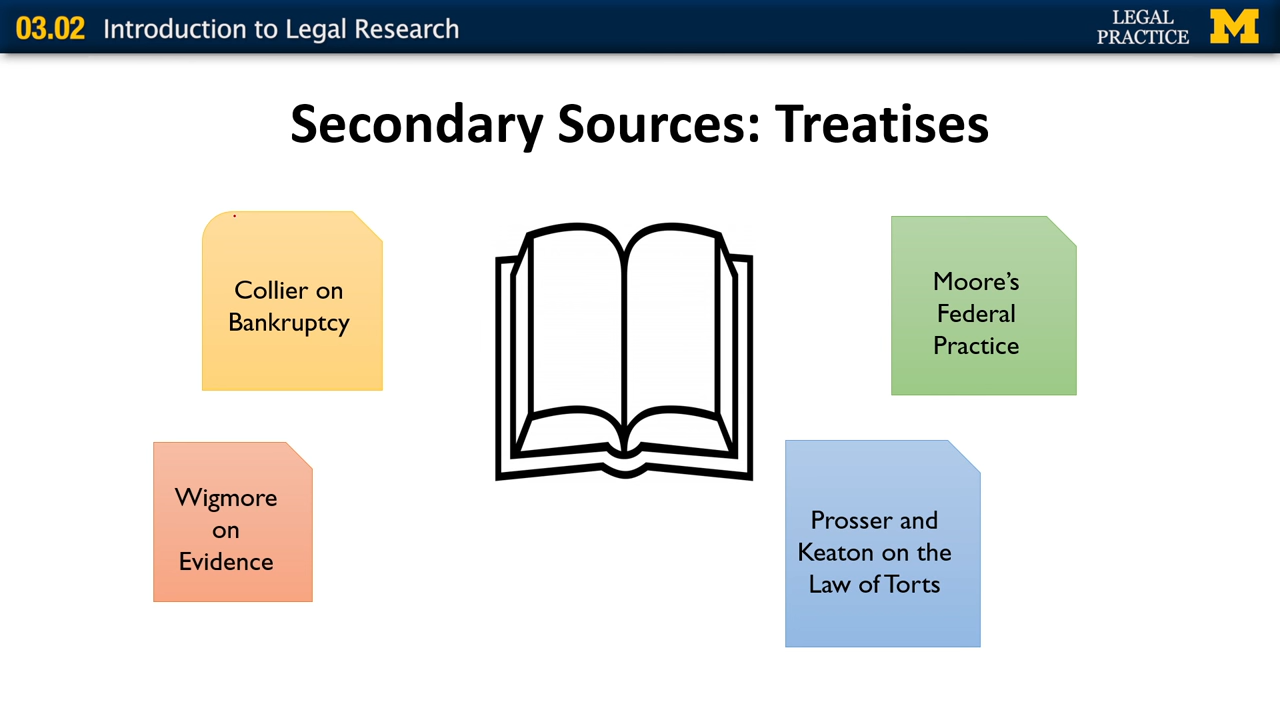 03.02 Introduction to Legal Research
LEGAL
PRACTICE
M
Secondary Sources: Treatises
Collier on
Bankruptcy
Moore’s
Federal
Practice
Wigmore
on
Evidence
Prosser and
Keaton on the
Law of Torts